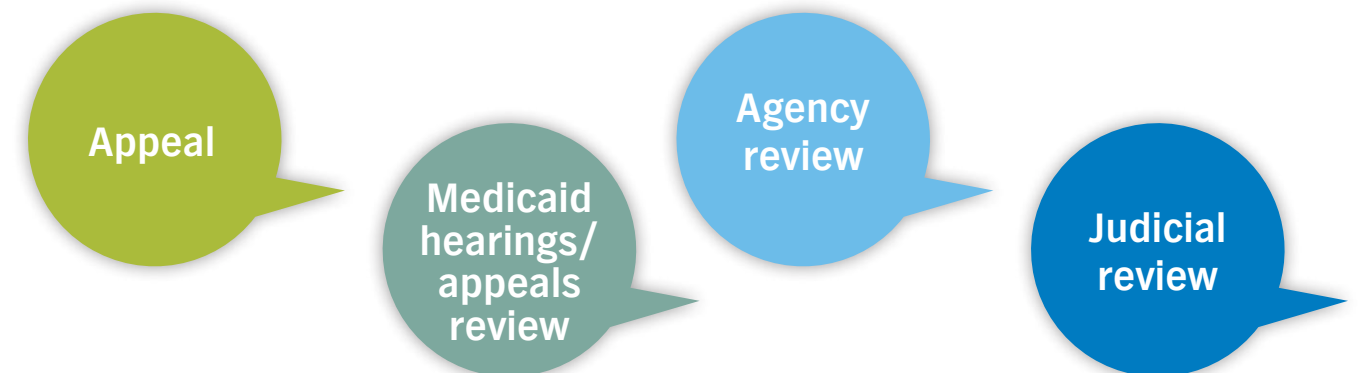 Appeal
Medicaid
hearings/
appeals
review
Agency
review
Judicial
review